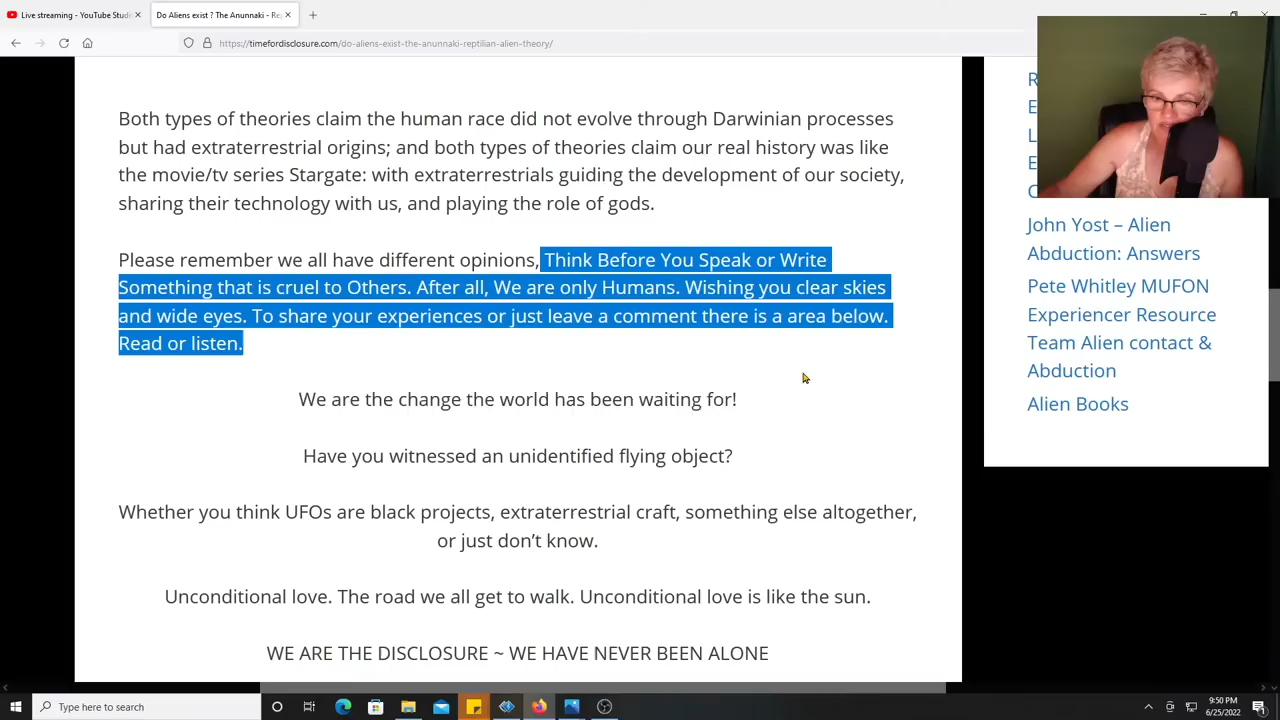 Live streaming - YouTube Studi
Do Aliens exist ? The Anunnaki - Re
https://timefordisclosure.com/do-aliens-exist-the-anunnaki-reptilian-alien-theory/
Both types of theories claim the human race did not evolve through Darwinian processes
but had extraterrestrial origins; and both types of theories claim our real history was like
the movie/tv series Stargate: with extraterrestrials guiding the development of our society,
sharing their technology with us, and playing the role of gods.
Please remember we all have different opinions, Think Before You Speak or Write
Something that is cruel to Others. After all, We are only Humans. Wishing you clear skies
and wide eyes. To share your experiences or just leave a comment there is a area below.
Read or listen.
We are the change the world has been waiting for!
Have you witnessed an unidentified flying object?
Whether you think UFOs are black projects, extraterrestrial craft, something else altogether,
or just don’t know.
Unconditional love. The road we all get to walk. Unconditional love is like the sun.
WE ARE THE DISCLOSURE ~ WE HAVE NEVER BEEN ALONE
R
E
L
E
C
John Yost – Alien
Abduction: Answers
Pete Whitley MUFON
Experiencer Resource
Team Alien contact &
Abduction
Alien Books
Type here to search
9:50 PM
6/25/2022